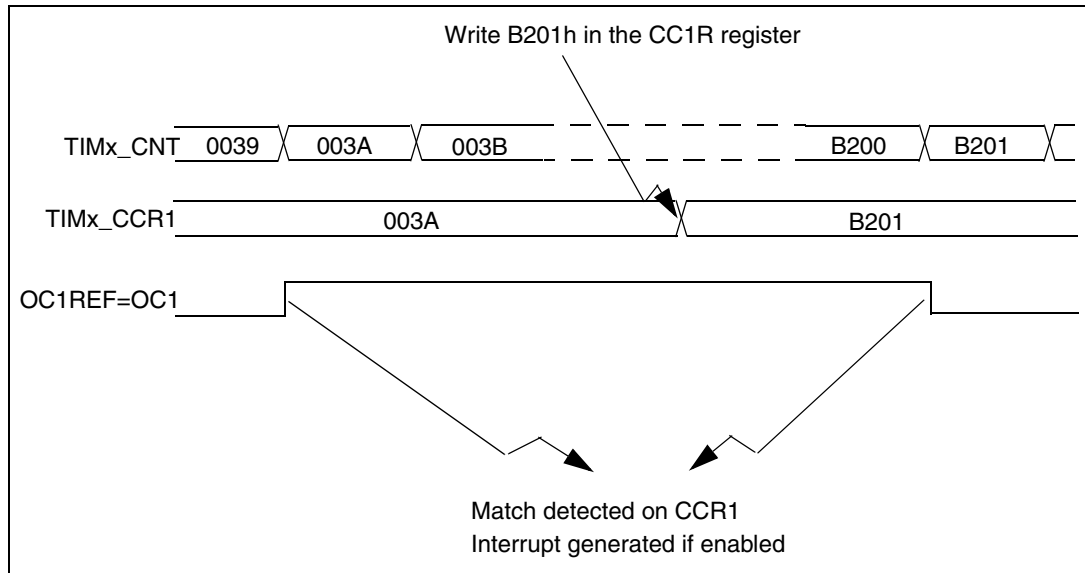 Write B201h in the CC1R register
TIMx_CNT 0039 003A 003B B200 B201
TIMx_CCR1 003A B201
OC1REF=OC1
Match detected on CCR1
Interrupt generated if enabled